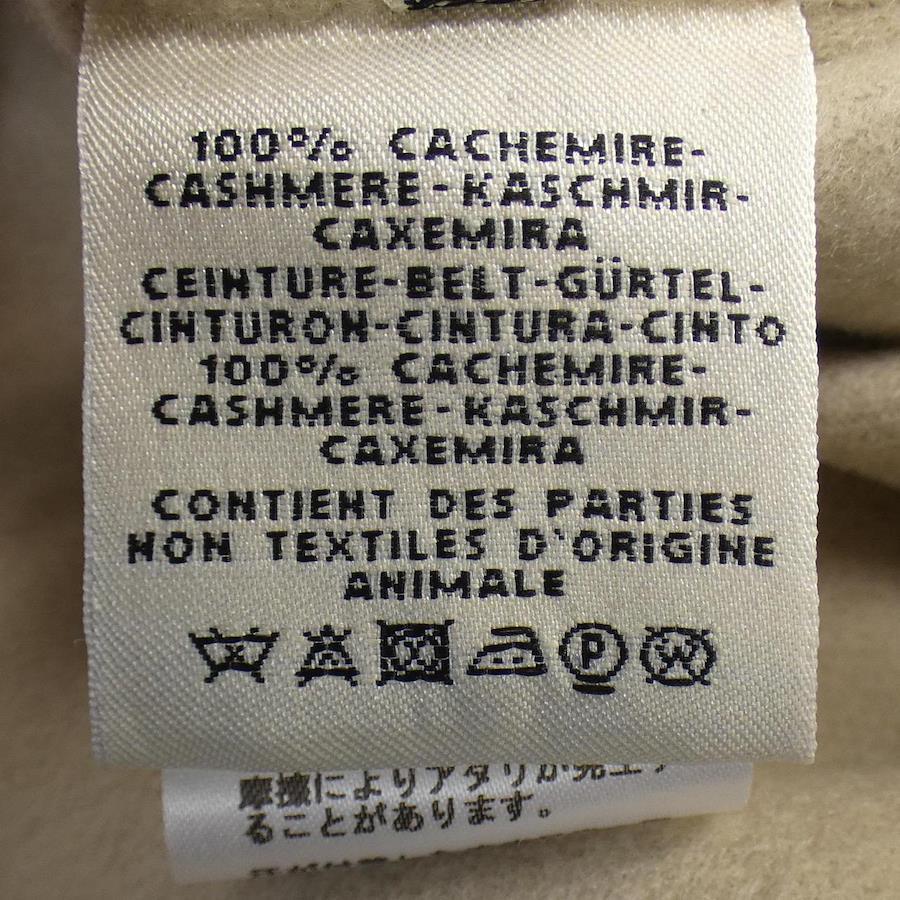 100% CACHEMIRE-
CASHMERE-KASCHMIR-
CAXEMIRA
CEINTURE-BELT-GÜRTEL-
CINTURON-CINTURA-CINTO
100% CACHEMIRE-
CASHMERE-KASCHMIR-
CAXEMIRA
CONTIENT DES PARTIES
NON TEXTILES D'ORIGINE
ANIMALE
P
W
摩擦によりアタリが発生す
ることがあります。